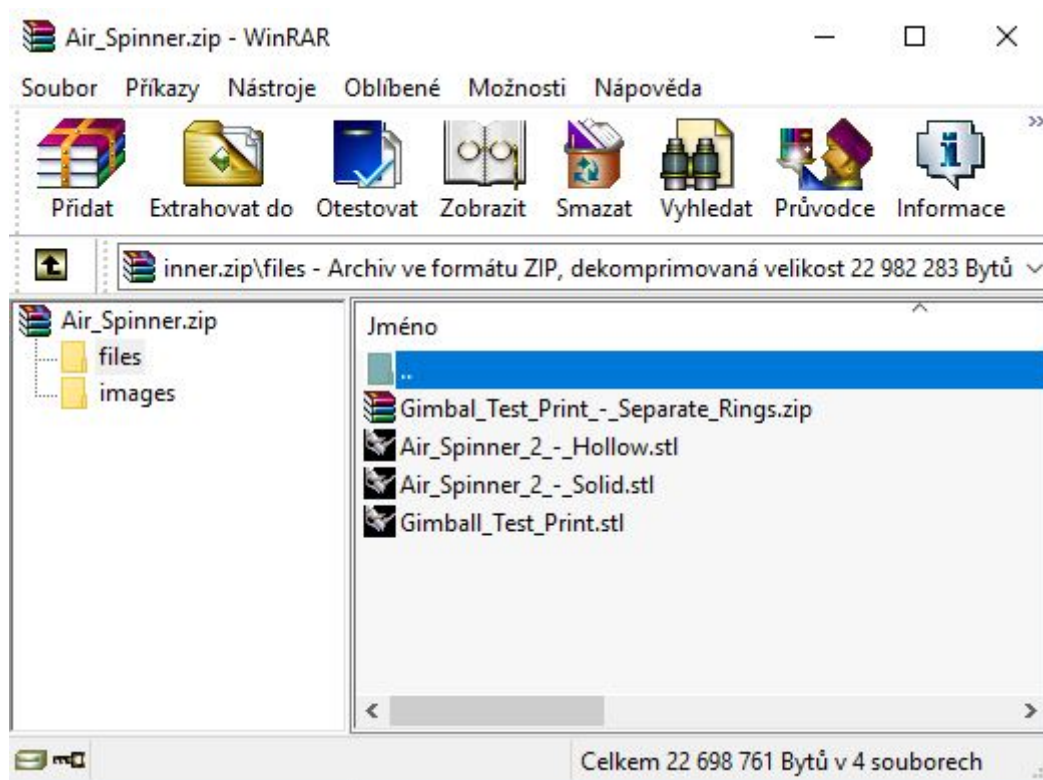 Air_Spinner.zip - WinRAR
Soubor Příkazy Nástroje Oblíbené Možnosti Nápověda
Přidat Extrahovat do Otestovat Zobrazit Smazat Vyhledat Průvodce Informace
inner.zip\files - Archiv ve formátu ZIP, dekomprimovaná velikost 22 982 283 Bytů
Air_Spinner.zip
files
images
Jméno
..
Gimbal_Test_Print_-_Separate_Rings.zip
Air_Spinner_2_-_Hollow.stl
Air_Spinner_2_-_Solid.stl
Gimball_Test_Print.stl
Celkem 22 698 761 Bytů v 4 souborech